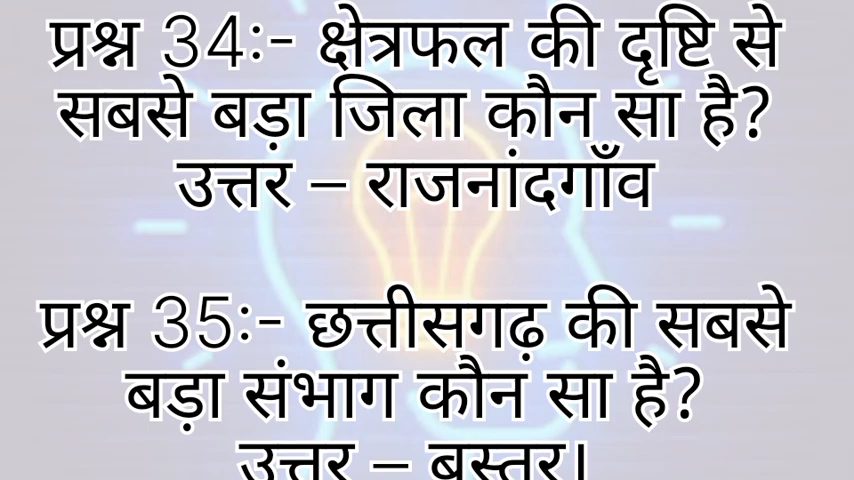 प्रश्न 34:- क्षेत्रफल की दृष्टि से
सबसे बड़ा जिला कौन सा है?
उत्तर – राजनांदगाँव
प्रश्न 35:- छत्तीसगढ़ की सबसे
बड़ा संभाग कौन सा है?
उत्तर – बस्तर।